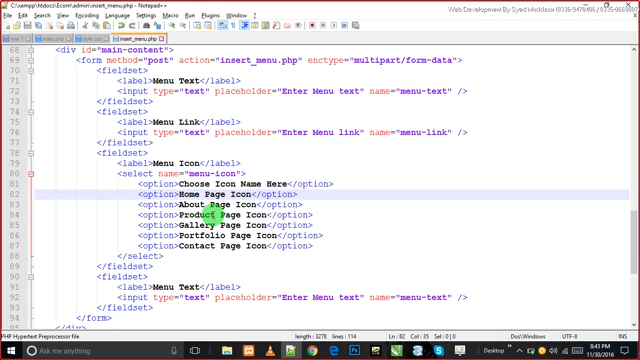 C:\xampp\htdocs\Ecom\admin\insert_menu.php - Notepad++
File Edit Search View Encoding Language Settings Macro Run Plugins Window ?
new 1 index.php style.css insert_menu.php
68 <div id="main-content">
69 <form method="post" action="insert_menu.php" enctype="multipart/form-data">
70 <fieldset>
71 <label>Menu Text</label>
72 <input type="text" placeholder="Enter Menu text" name="menu-text" />
73 </fieldset>
74 <fieldset>
75 <label>Menu Link</label>
76 <input type="text" placeholder="Enter Menu link" name="menu-link" />
77 </fieldset>
78 <fieldset>
79 <label>Menu Icon</label>
80 <select name="menu-icon">
81 <option>Choose Icon Name Here</option>
82 <option>Home Page Icon</option>
83 <option>About Page Icon</option>
84 <option>Product Page Icon</option>
85 <option>Gallery Page Icon</option>
86 <option>Portfolio Page Icon</option>
87 <option>Contact Page Icon</option>
88 </select>
89 </fieldset>
90 <fieldset>
91 <label>Menu Text</label>
92 <input type="text" placeholder="Enter Menu text" name="menu-text" />
93 </fieldset>
94 </form>
95 </div>
PHP Hypertext Preprocessor file length : 3278 lines : 114 Ln : 82 Col : 35 Sel : 0 | 0 Dos\Windows UTF-8 INS
Ask me anything
Desktop
8:43 PM
11/30/2016